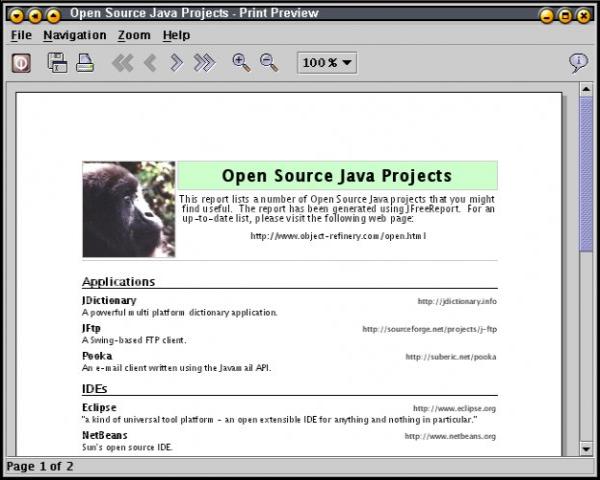 Open Source Java Projects - Print Preview
File Navigation Zoom Help
100 %
Open Source Java Projects
This report lists a number of Open Source Java projects that you might
find useful. The report has been generated using JFreeReport. For an
up-to-date list, please visit the following web page:
http://www.object-refinery.com/open.html
Applications
JDictionary http://jdictionary.info
A powerful multi platform dictionary application.
JFtp http://sourceforge.net/projects/j-ftp
A Swing-based FTP client.
Pooka http://suberic.net/pooka
An e-mail client written using the Javamail API.
IDEs
Eclipse http://www.eclipse.org
"a kind of universal tool platform - an open extensible IDE for anything and nothing in particular."
NetBeans http://www.netbeans.org
Sun's open source IDE.
Page 1 of 2